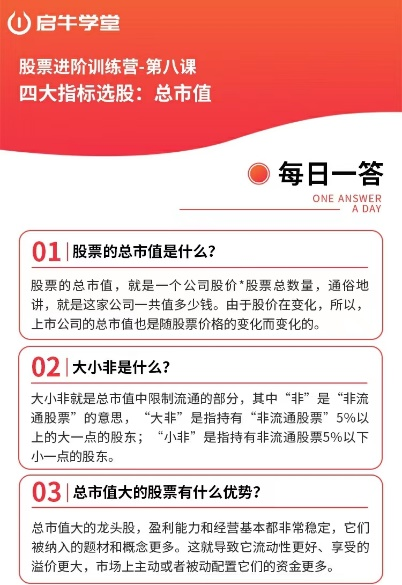 启牛学堂
股票进阶训练营-第八课
四大指标选股：总市值
每日一答
ONE ANSWER
A DAY
01 股票的总市值是什么？
股票的总市值，就是一个公司股价*股票总数量，通俗地
讲，就是这家公司一共值多少钱。由于股价在变化，所以，
上市公司的总市值也是随股票价格的变化而变化的。
02 大小非是什么？
大小非就是总市值中限制流通的部分，其中“非”是“非流
通股票”的意思，“大非”是指持有“非流通股票”5%以
上的大一点的股东；“小非”是指持有非流通股票5%以下
小一点的股东。
03 总市值大的股票有什么优势？
总市值大的龙头股，盈利能力和经营基本都非常稳定，它们
被纳入的题材和概念更多。这就导致它流动性更好、享受的
溢价更大，市场上主动或者被动配置它们的资金更多。